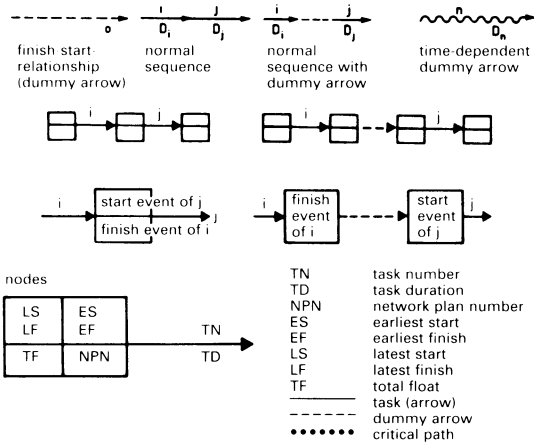 i j i j n
o D_i D_j D_i D_j D_n
finish-start- normal normal time-dependent
relationship sequence sequence with dummy arrow
(dummy arrow) dummy arrow
i j i j
i start event of j j i finish start j
finish event of i event event
of i of j
nodes
TN task number
TD task duration
NPN network plan number
ES earliest start
EF earliest finish
LS latest start
LF latest finish
TF total float
task (arrow)
dummy arrow
critical path
LS ES
LF EF TN
TF NPN TD